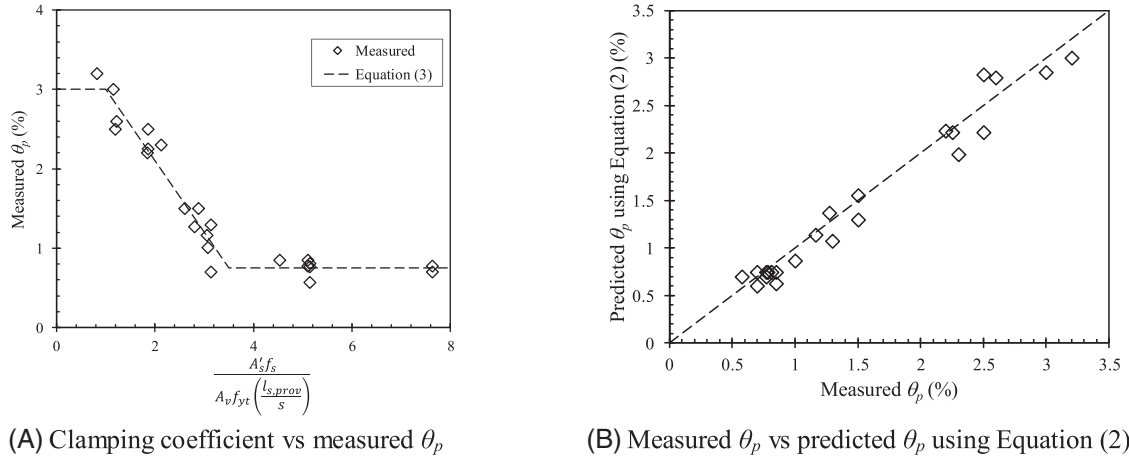 4
3
2
1
0
Measured θp (%)
Measured
Equation (3)
0 2 4 6 8
A′s fs
Av fyt (ls,prov / s)
(A) Clamping coefficient vs measured θp
3.5
3
2.5
2
1.5
1
0.5
0
Predicted θp using Equation (2) (%)
0 0.5 1 1.5 2 2.5 3 3.5
Measured θp (%)
(B) Measured θp vs predicted θp using Equation (2)